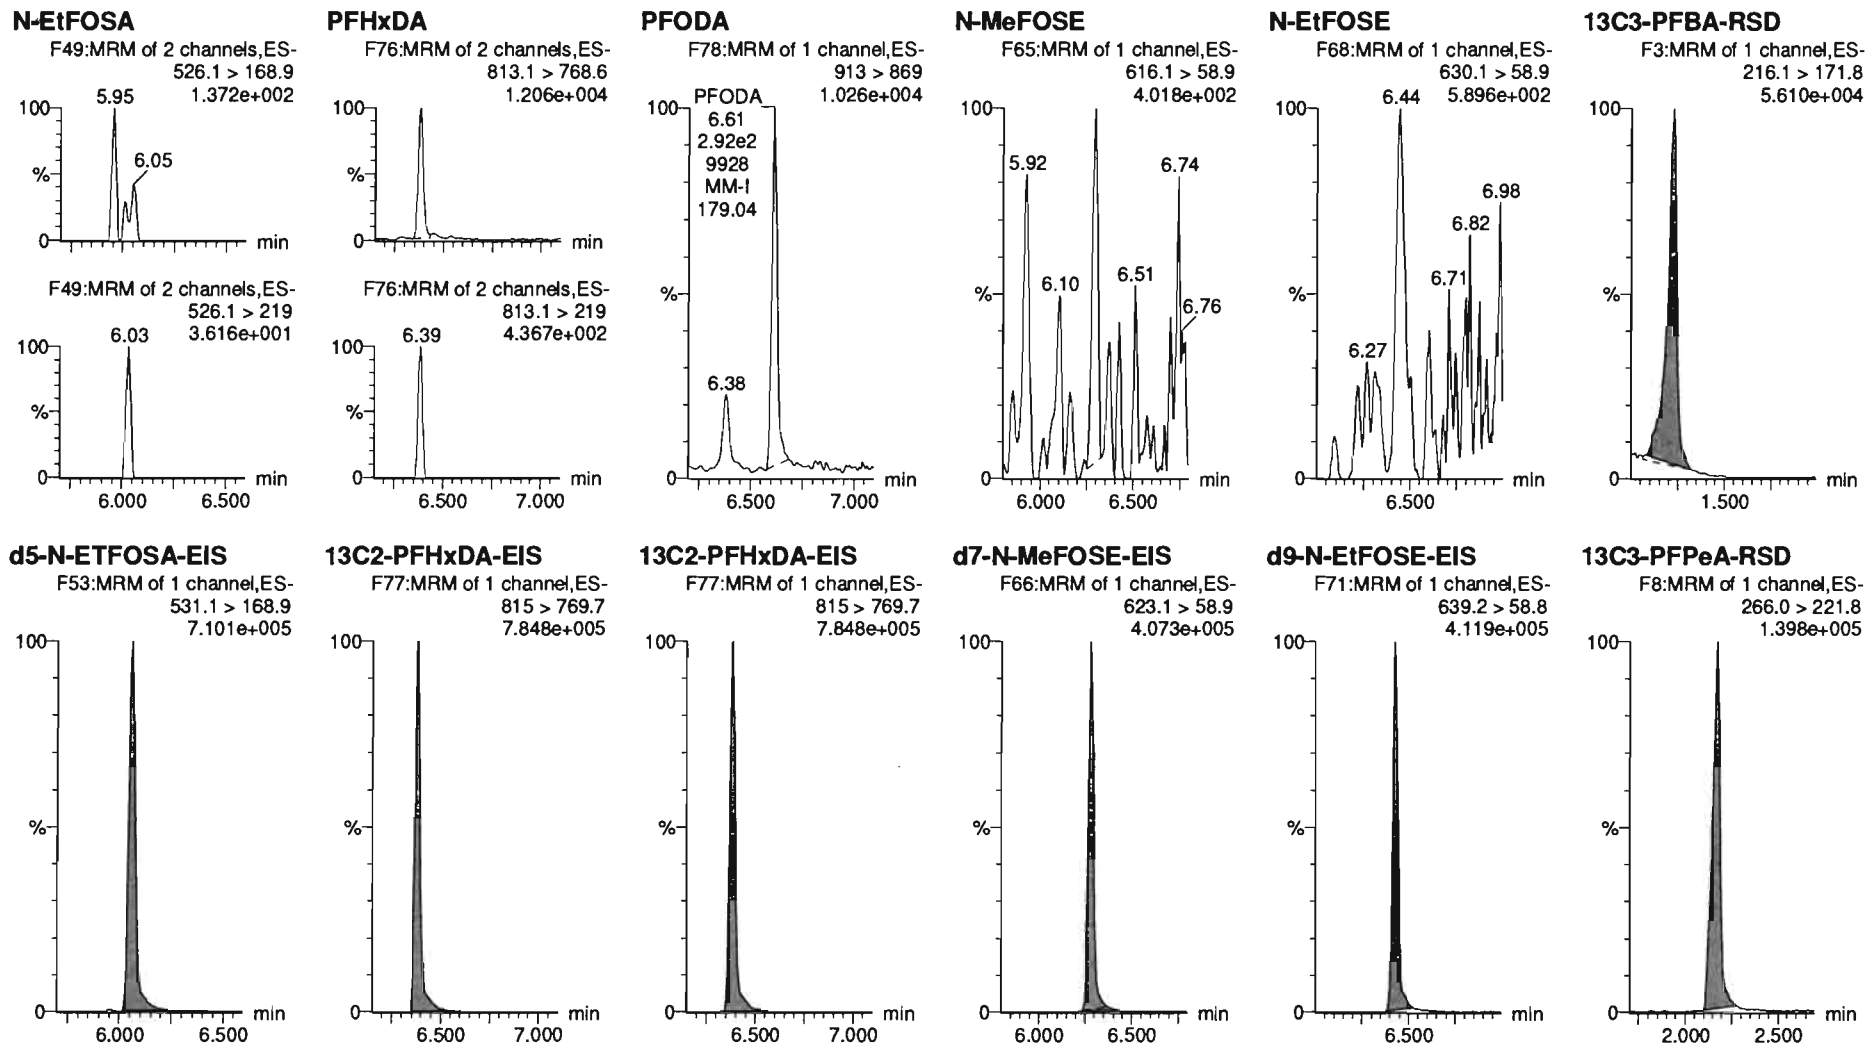 N-EtFOSA
F49:MRM of 2 channels,ES-
526.1 > 168.9
1.372e+002
100
5.95
6.05
%
0
min
F49:MRM of 2 channels,ES-
526.1 > 219
3.616e+001
100
6.03
%
0
min
6.000 6.500
PFHxDA
F76:MRM of 2 channels,ES-
813.1 > 768.6
1.206e+004
100
%
0
min
F76:MRM of 2 channels,ES-
813.1 > 219
4.367e+002
100
6.39
%
0
min
6.500 7.000
PFODA
F78:MRM of 1 channel,ES-
913 > 869
1.026e+004
100
PFODA
6.61
2.92e2
9928
MM-I
179.04
%
6.38
0
min
6.500 7.000
N-MeFOSE
F65:MRM of 1 channel,ES-
616.1 > 58.9
4.018e+002
100
5.92
6.74
6.10
6.51
%
6.76
0
min
6.000 6.500
N-EtFOSE
F68:MRM of 1 channel,ES-
630.1 > 58.9
5.896e+002
6.44
100
6.98
6.82
6.71
%
6.27
0
min
6.500
13C3-PFBA-RSD
F3:MRM of 1 channel,ES-
216.1 > 171.8
5.610e+004
100
%
0
min
1.500
d5-N-ETFOSA-EIS
F53:MRM of 1 channel,ES-
531.1 > 168.9
7.101e+005
100
%
0
min
6.000 6.500
13C2-PFHxDA-EIS
F77:MRM of 1 channel,ES-
815 > 769.7
7.848e+005
100
%
0
min
6.500 7.000
13C2-PFHxDA-EIS
F77:MRM of 1 channel,ES-
815 > 769.7
7.848e+005
100
%
0
min
6.500 7.000
d7-N-MeFOSE-EIS
F66:MRM of 1 channel,ES-
623.1 > 58.9
4.073e+005
100
%
0
min
6.000 6.500
d9-N-EtFOSE-EIS
F71:MRM of 1 channel,ES-
639.2 > 58.8
4.119e+005
100
%
0
min
6.500
13C3-PFPeA-RSD
F8:MRM of 1 channel,ES-
266.0 > 221.8
1.398e+005
100
%
0
min
2.000 2.500